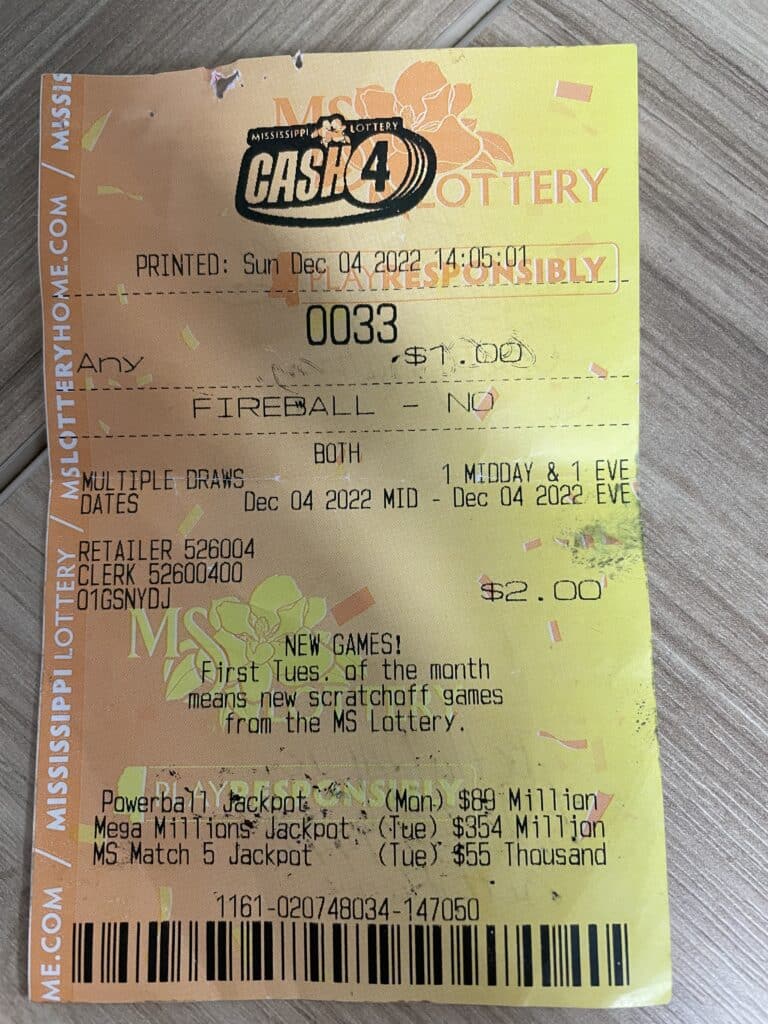 MS
LOTTERY
MISSISSIPPI LOTTERY
CASH 4
PRINTED: Sun Dec 04 2022 14:05:01
PLAY RESPONSIBLY
0033
Any $1.00
FIREBALL - NO
BOTH
MULTIPLE DRAWS 1 MIDDAY & 1 EVE
DATES Dec 04 2022 MID - Dec 04 2022 EVE
RETAILER 526004
CLERK 52600400
01GSNYDJ
$2.00
MS
NEW GAMES!
First Tues. of the month
means new scratchoff games
from the MS Lottery.
PLAY RESPONSIBLY
Powerball Jackpot (Mon) $89 Million
Mega Millions Jackpot (Tue) $354 Million
MS Match 5 Jackpot (Tue) $55 Thousand
1161-020748034-147050
ME.COM / MISSISSIPPI LOTTERY / MSLOTTERYHOME.COM / MISSIS